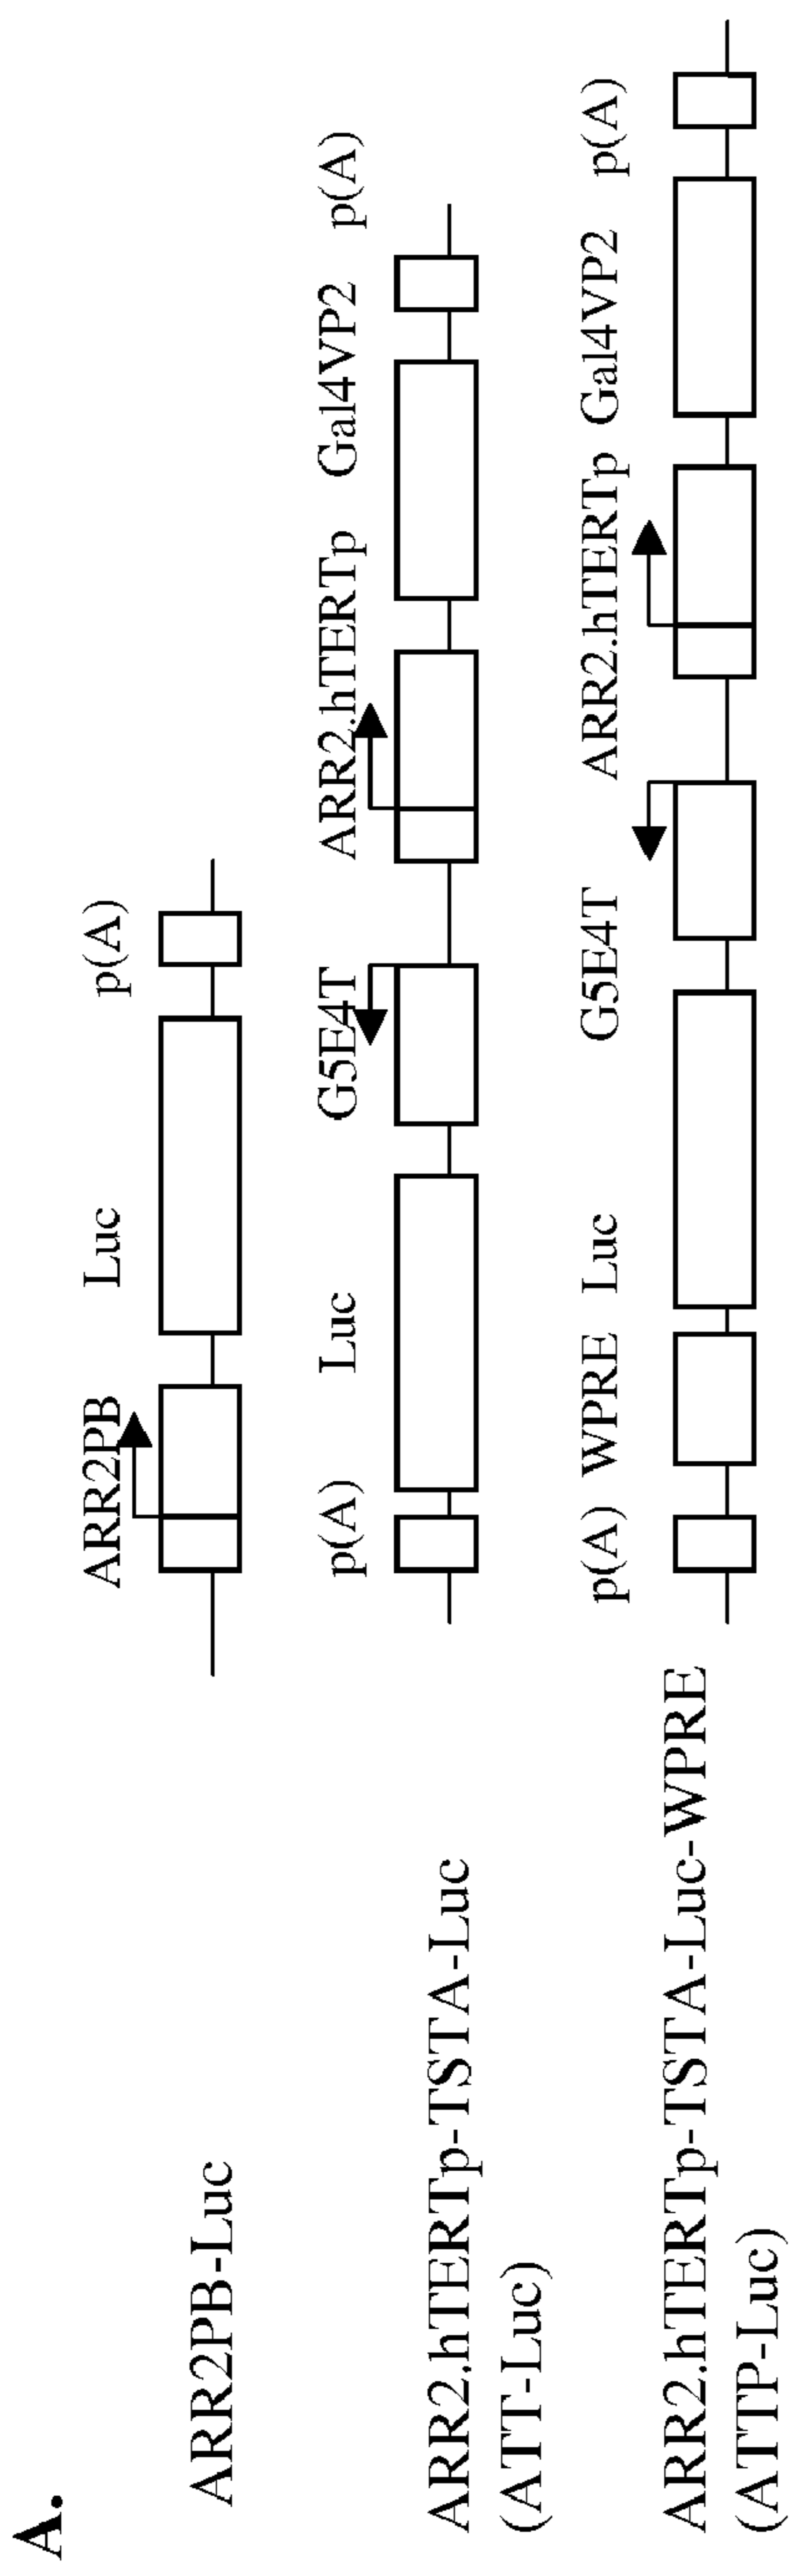 A.
ARR2PB Luc p(A)
ARR2PB-Luc
p(A) Luc G5E4T ARR2.hTERTp Gal4VP2 p(A)
ARR2.hTERTp-TSTA-Luc
(ATT-Luc)
p(A) WPRE Luc G5E4T ARR2.hTERTp Gal4VP2 p(A)
ARR2.hTERTp-TSTA-Luc-WPRE
(ATTP-Luc)